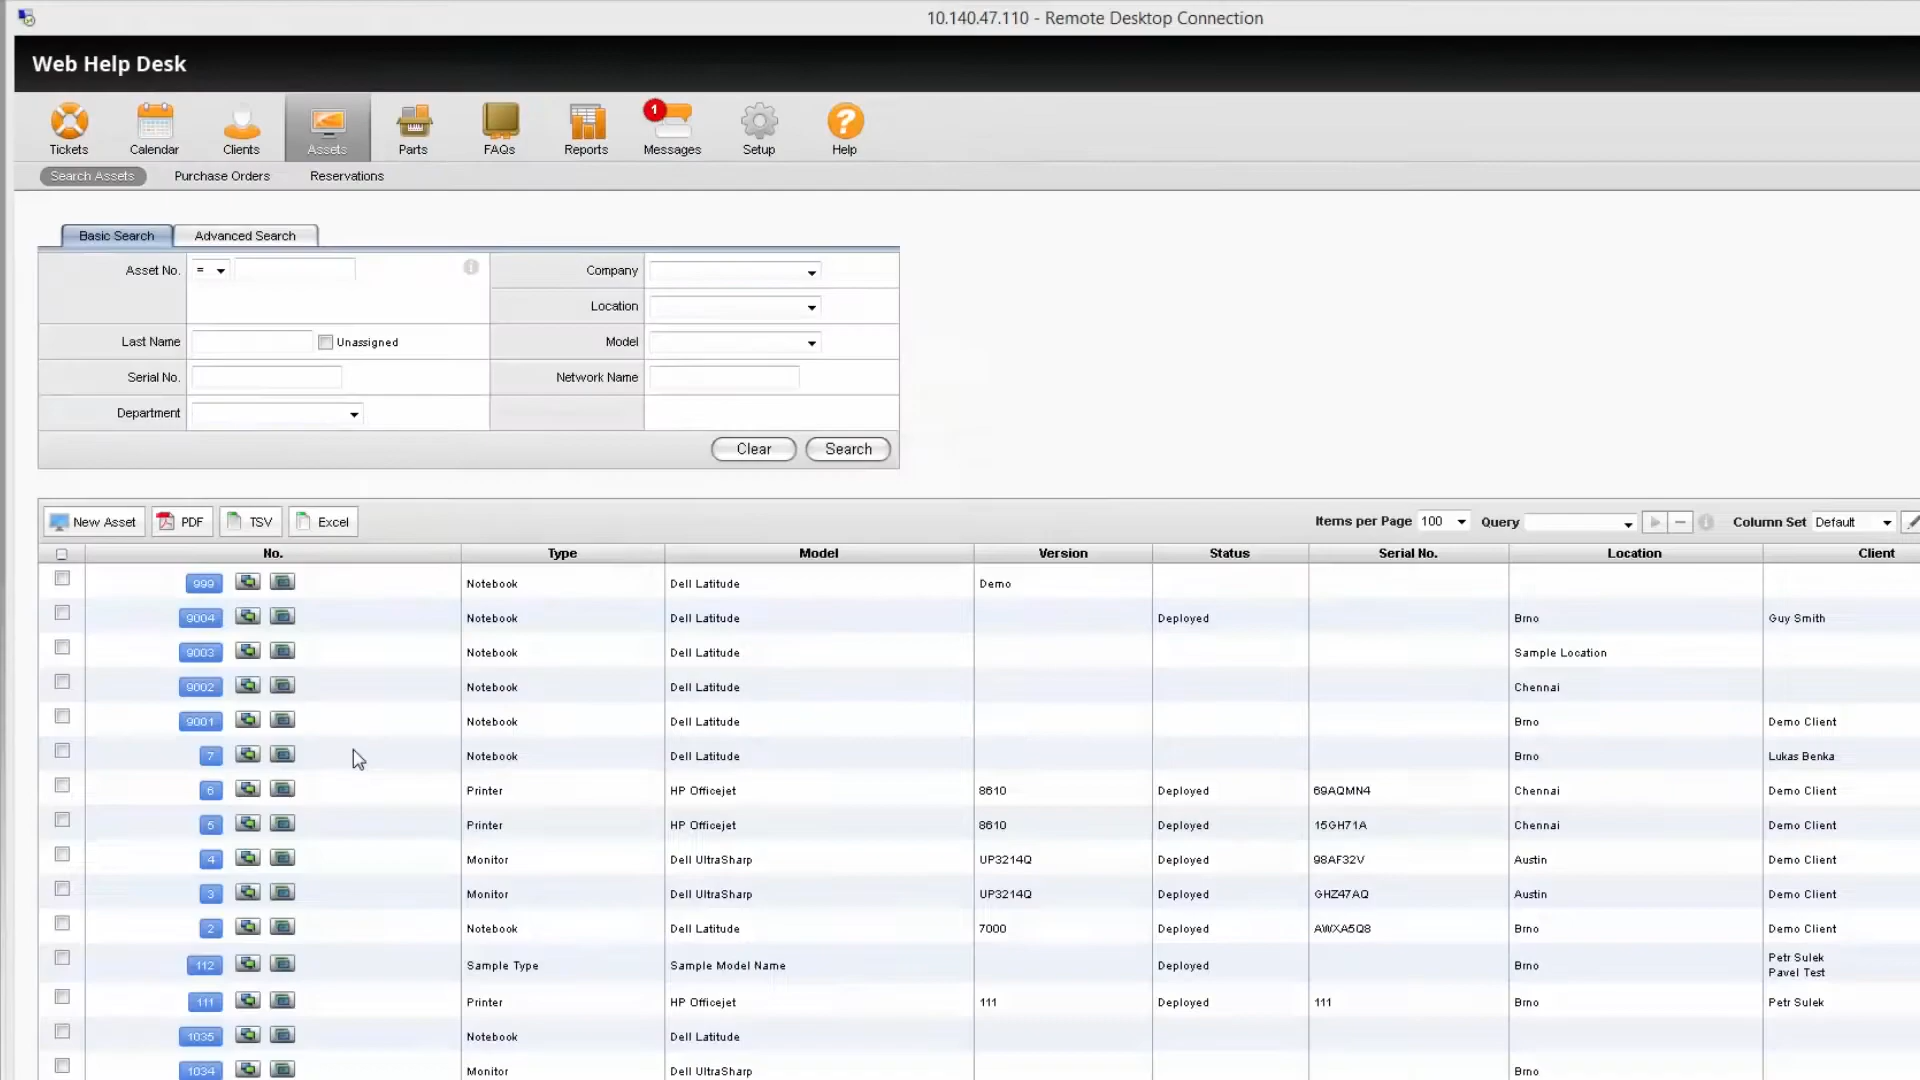 10.140.47.110 - Remote Desktop Connection
Web Help Desk
Tickets Calendar Clients Assets Parts FAQs Reports 1 Messages Setup ? Help
Search Assets Purchase Orders Reservations
Basic Search Advanced Search
Asset No. = Company
Location
Last Name Unassigned Model
Serial No. Network Name
Department
Clear Search
New Asset PDF TSV Excel Items per Page 100 Query Column Set Default
No. Type Model Version Status Serial No. Location Client
999 Notebook Dell Latitude Demo
9004 Notebook Dell Latitude Deployed Brno Guy Smith
9003 Notebook Dell Latitude Sample Location
9002 Notebook Dell Latitude Chennai
9001 Notebook Dell Latitude Brno Demo Client
7 Notebook Dell Latitude Brno Lukas Benka
6 Printer HP Officejet 8610 Deployed 69AQMN4 Chennai Demo Client
5 Printer HP Officejet 8610 Deployed 15GH71A Chennai Demo Client
4 Monitor Dell UltraSharp UP3214Q Deployed 98AF32V Austin Demo Client
3 Monitor Dell UltraSharp UP3214Q Deployed GHZ47AQ Austin Demo Client
2 Notebook Dell Latitude 7000 Deployed AWXA5Q8 Brno Demo Client
112 Sample Type Sample Model Name Deployed Brno Petr Sulek
Pavel Test
111 Printer HP Officejet 111 Deployed 111 Brno Petr Sulek
1035 Notebook Dell Latitude
1034 Monitor Dell UltraSharp Brno